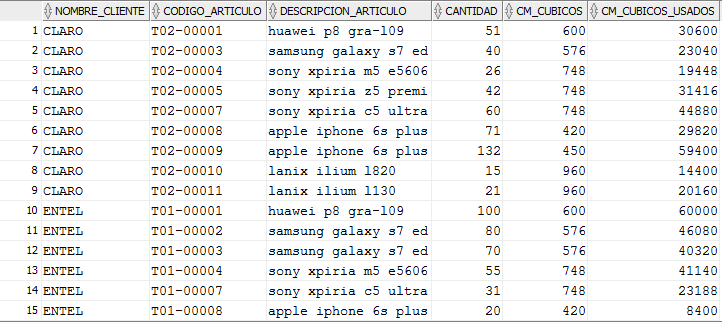 NOMBRE_CLIENTE CODIGO_ARTICULO DESCRIPCION_ARTICULO CANTIDAD CM_CUBICOS CM_CUBICOS_USADOS
1 CLARO T02-00001 huawei p8 gra-l09 51 600 30600
2 CLARO T02-00003 samsung galaxy s7 ed 40 576 23040
3 CLARO T02-00004 sony xpiria m5 e5606 26 748 19448
4 CLARO T02-00005 sony xpiria z5 premi 42 748 31416
5 CLARO T02-00007 sony xpiria c5 ultra 60 748 44880
6 CLARO T02-00008 apple iphone 6s plus 71 420 29820
7 CLARO T02-00009 apple iphone 6s plus 132 450 59400
8 CLARO T02-00010 lanix ilium l820 15 960 14400
9 CLARO T02-00011 lanix ilium l130 21 960 20160
10 ENTEL T01-00001 huawei p8 gra-l09 100 600 60000
11 ENTEL T01-00002 samsung galaxy s7 ed 80 576 46080
12 ENTEL T01-00003 samsung galaxy s7 ed 70 576 40320
13 ENTEL T01-00004 sony xpiria m5 e5606 55 748 41140
14 ENTEL T01-00007 sony xpiria c5 ultra 31 748 23188
15 ENTEL T01-00008 apple iphone 6s plus 20 420 8400